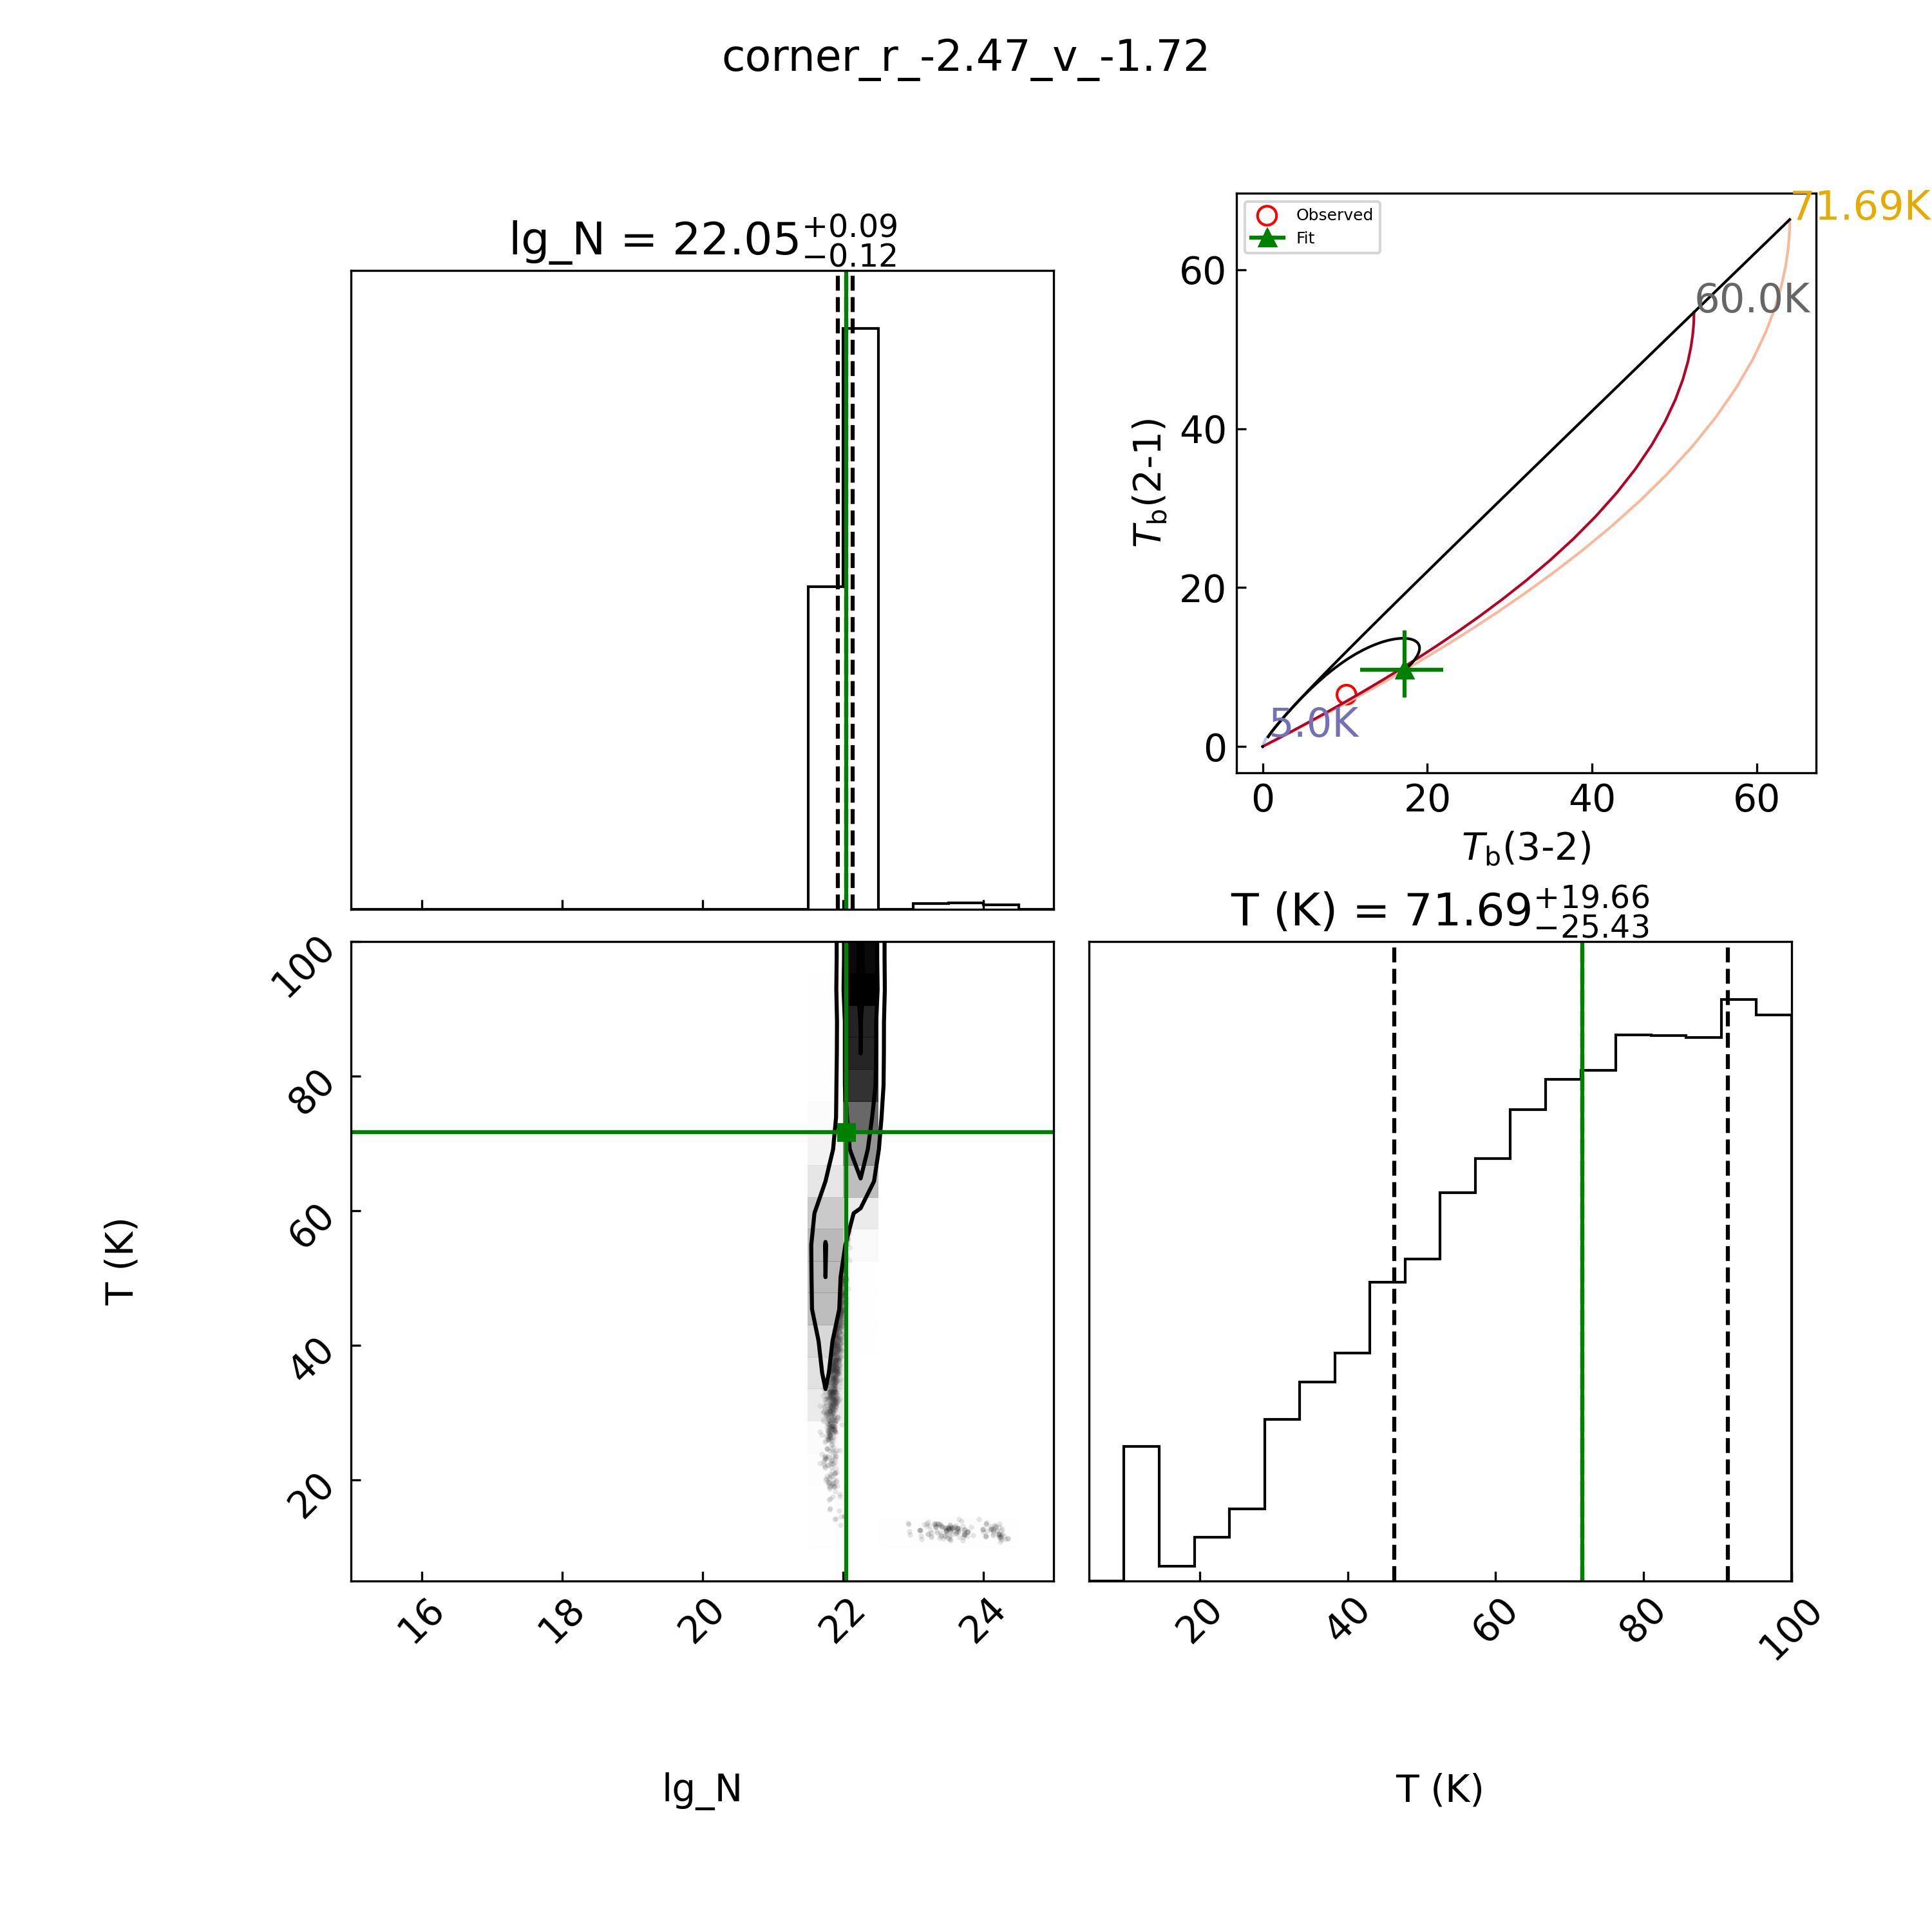 corner_r_-2.47_v_-1.72
lg_N = 22.05+0.09−0.12
71.69K
Observed
Fit
60
60.0K
40
20
5.0K
0
Tb(2-1)
0 20 40 60
Tb(3-2)
T (K) = 71.69+19.66−25.43
100
80
60
40
20
T (K)
16 18 20 22 24
20 40 60 80 100
lg_N
T (K)